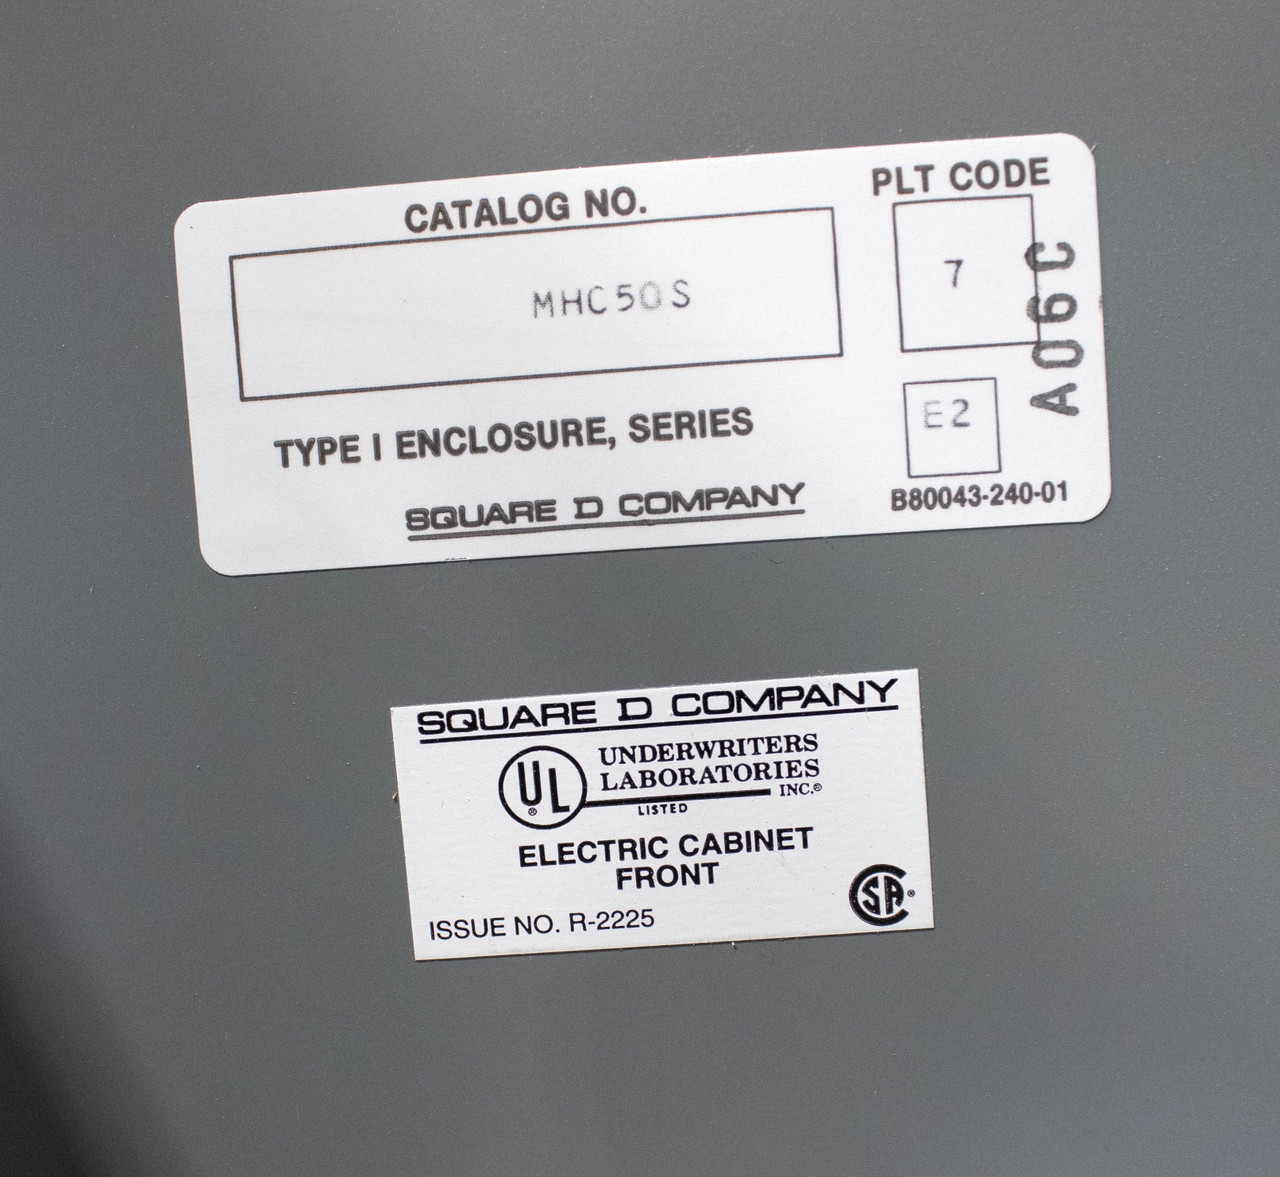 CATALOG NO.
PLT CODE
MHC50S
7
A06C
TYPE I ENCLOSURE, SERIES
E2
SQUARE D COMPANY
B80043-240-01
SQUARE D COMPANY
UL
®
UNDERWRITERS
LABORATORIES
INC.®
LISTED
ELECTRIC CABINET
FRONT
ISSUE NO. R-2225
CSA®